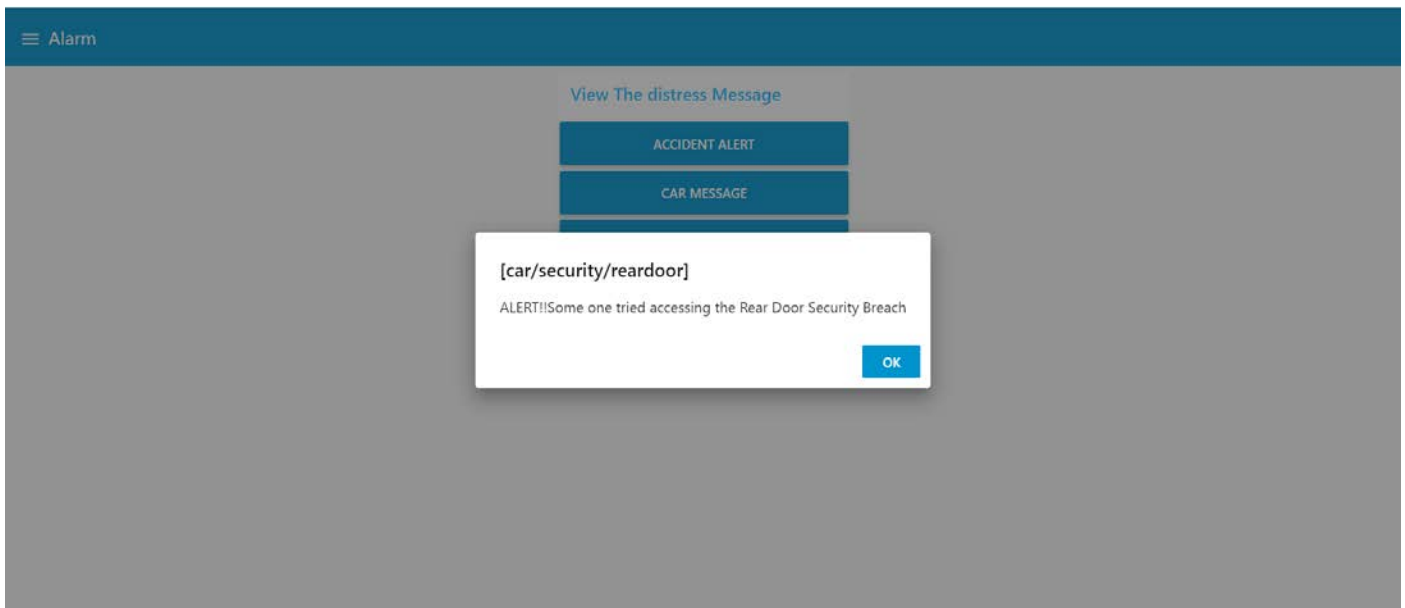 Alarm
View The distress Message
ACCIDENT ALERT
CAR MESSAGE
[car/security/reardoor]
ALERT!!Some one tried accessing the Rear Door Security Breach
OK